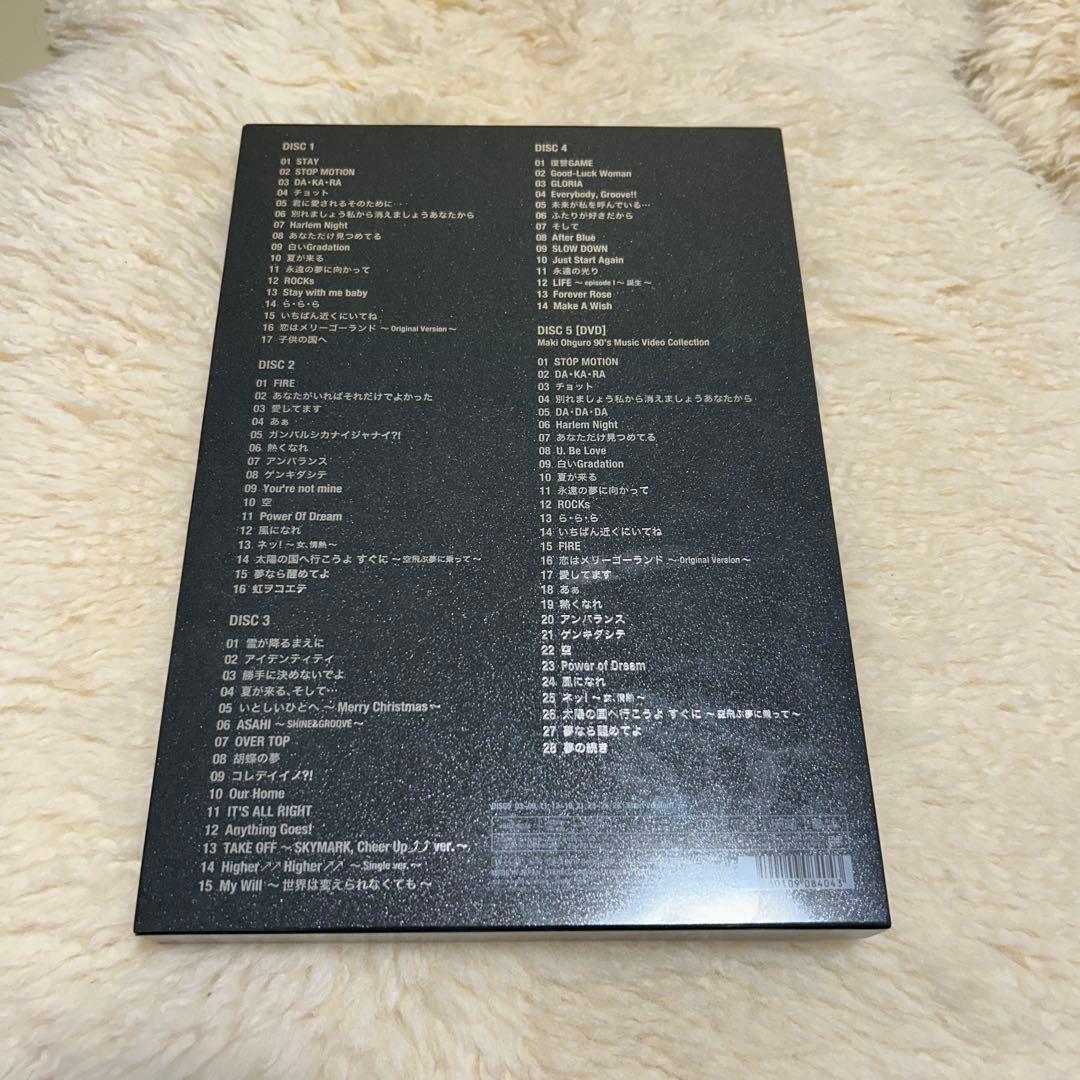 DISC 1
01 STAY
02 STOP MOTION
03 DA・KA・RA
04 チョット
05 君に愛されるそのために・・・
06 別れましょう私から消えましょうあなたから
07 Harlem Night
08 あなただけ見つめてる
09 白いGradation
10 夏が来る
11 永遠の夢に向かって
12 ROCKs
13 Stay with me baby
14 ら・ら・ら
15 いちばん近くにいてね
16 恋はメリーゴーランド ～Original Version～
17 子供の国へ
DISC 2
01 FIRE
02 あなたがいればそれだけでよかった
03 愛してます
04 あぁ
05 ガンバルシカナイジャナイ?!
06 熱くなれ
07 アンバランス
08 ゲンキダシテ
09 You're not mine
10 空
11 Power Of Dream
12 風になれ
13 ネッ!～女、情熱～
14 太陽の国へ行こうよ すぐに ～空飛ぶ夢に乗って～
15 夢なら醒めてよ
16 虹ヲコエテ
DISC 3
01 雪が降るまえに
02 アイデンティティ
03 勝手に決めないでよ
04 夏が来る、そして…
05 いとしいひとへ ～Merry Christmas～
06 ASAHI ～SHINE&GROOVE～
07 OVER TOP
08 胡蝶の夢
09 コレデイイノ?!
10 Our Home
11 IT'S ALL RIGHT
12 Anything Goes!
13 TAKE OFF ～SKYMARK, Cheer Up⤴⤴ver.～
14 Higher↗↗Higher↗↗ ～Single ver.～
15 My Will ～世界は変えられなくても～
DISC 4
01 復讐GAME
02 Good-Luck Woman
03 GLORIA
04 Everybody, Groove!!
05 未来が私を呼んでいる…
06 ふたりが好きだから
07 そして
08 After Blue
09 SLOW DOWN
10 Just Start Again
11 永遠の光り
12 LIFE ～episode 1～ 誕生～
13 Forever Rose
14 Make A Wish
DISC 5 [DVD]
Maki Ohguro 90's Music Video Collection
01 STOP MOTION
02 DA・KA・RA
03 チョット
04 別れましょう私から消えましょうあなたから
05 DA・DA・DA
06 Harlem Night
07 あなただけ見つめてる
08 U. Be Love
09 白いGradation
10 夏が来る
11 永遠の夢に向かって
12 ROCKs
13 ら・ら・ら
14 いちばん近くにいてね
15 FIRE
16 恋はメリーゴーランド ～Original Version～
17 愛してます
18 あぁ
19 熱くなれ
20 アンバランス
21 ゲンキダシテ
22 空
23 Power of Dream
24 風になれ
25 ネッ!～女、情熱～
26 太陽の国へ行こうよ すぐに ～空飛ぶ夢に乗って～
27 夢なら醒めてよ
28 夢の続き